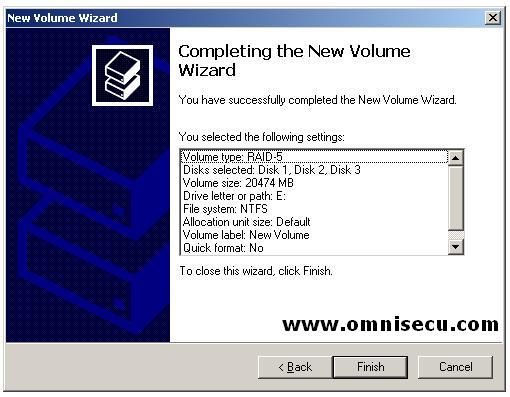 New Volume Wizard
Completing the New Volume
Wizard
You have successfully completed the New Volume Wizard.
You selected the following settings:
Volume type: RAID-5
Disks selected: Disk 1, Disk 2, Disk 3
Volume size: 20474 MB
Drive letter or path: E:
File system: NTFS
Allocation unit size: Default
Volume label: New Volume
Quick format: No
To close this wizard, click Finish.
www.omnisecu.com
< Back
Finish
Cancel